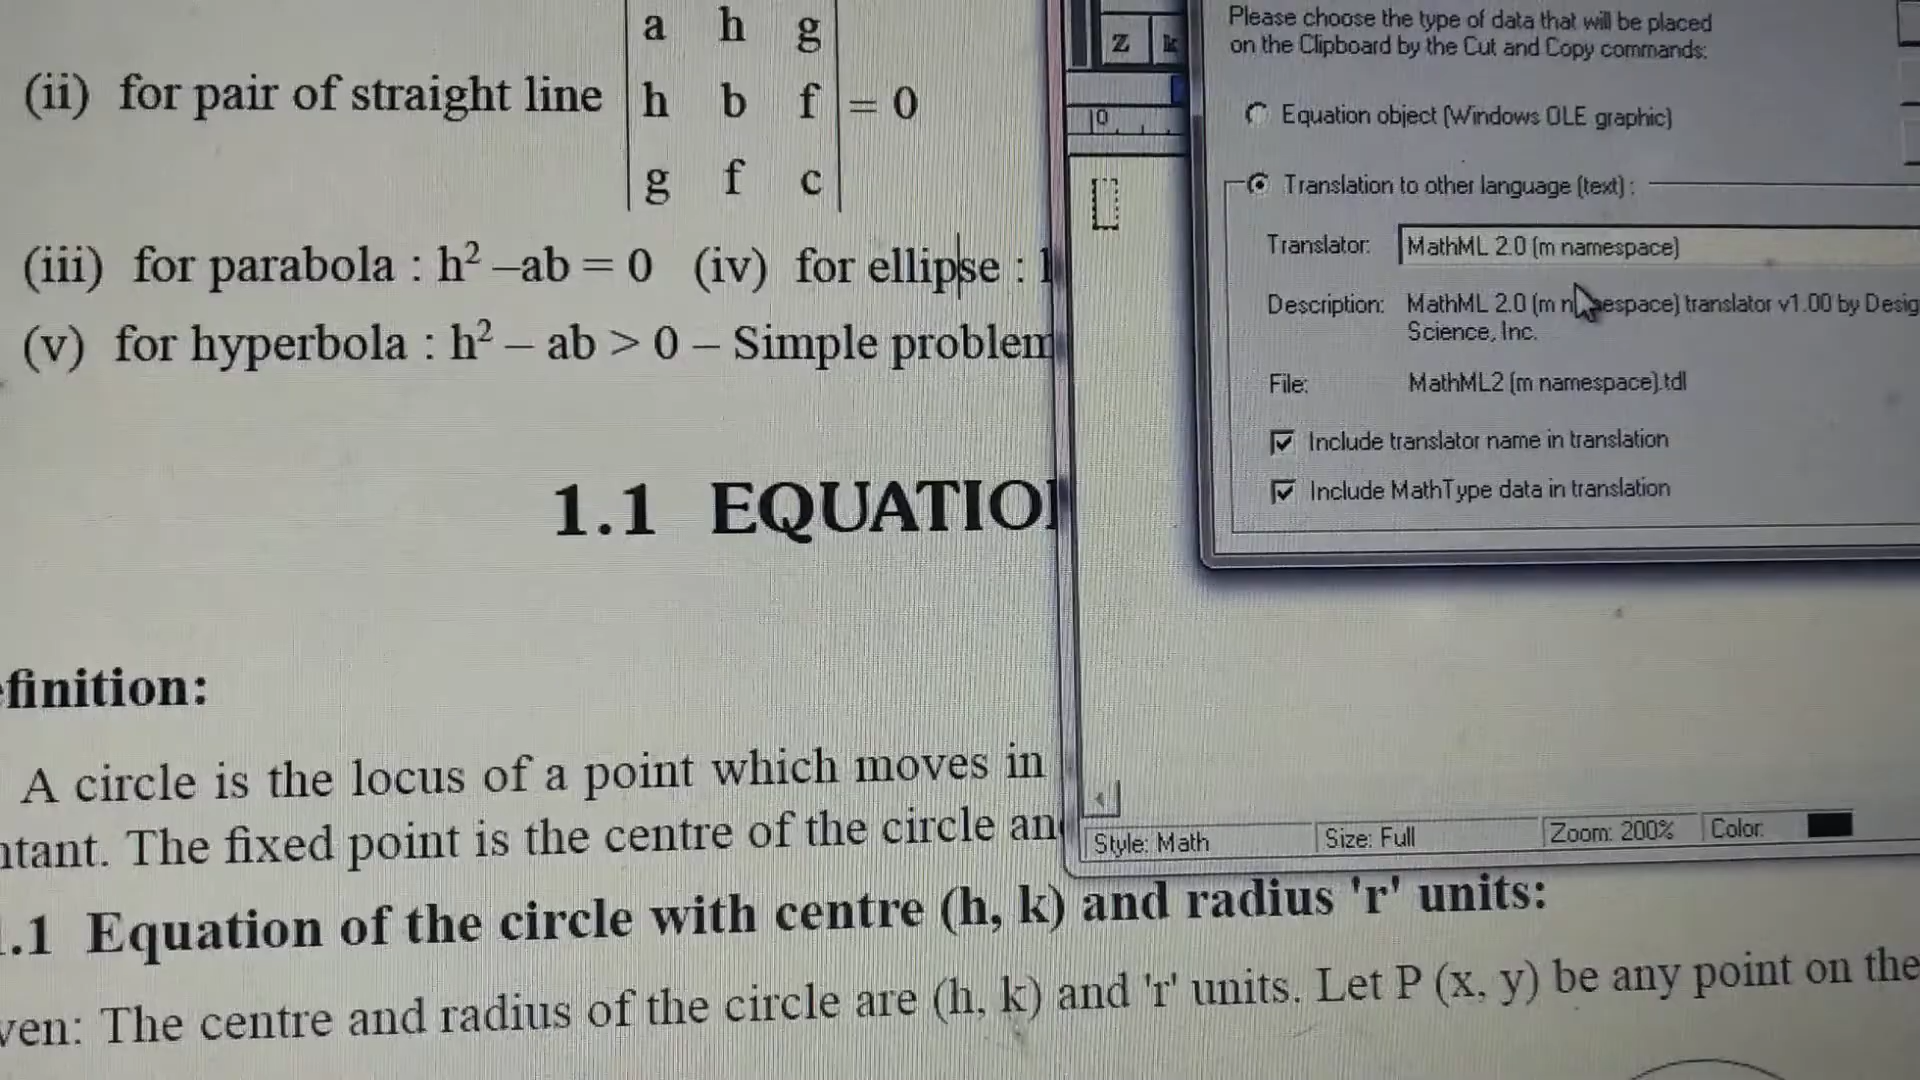 a h g
(ii) for pair of straight line h b f = 0
g f c
(iii) for parabola : h² –ab = 0 (iv) for ellipse :
(v) for hyperbola : h² – ab > 0 – Simple problem
1.1 EQUATIO
finition:
A circle is the locus of a point which moves in
ntant. The fixed point is the centre of the circle an
.1 Equation of the circle with centre (h, k) and radius 'r' units:
ven: The centre and radius of the circle are (h, k) and 'r' units. Let P (x, y) be any point on the
Z k
0
Please choose the type of data that will be placed
on the Clipboard by the Cut and Copy commands:
Equation object (Windows OLE graphic)
Translation to other language (text) :
Translator: MathML 2.0 (m namespace)
Description: MathML 2.0 (m namespace) translator v1.00 by Desig
Science, Inc.
File: MathML2 (m namespace).tdl
Include translator name in translation
Include MathType data in translation
Style: Math Size: Full Zoom: 200% Color: